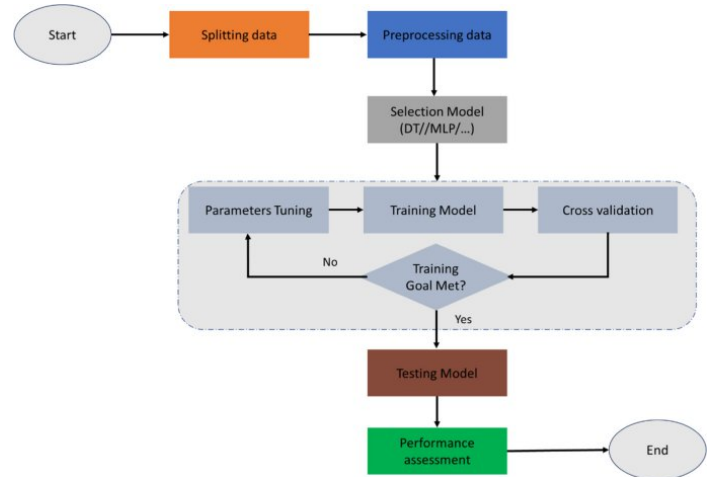 Start
Splitting data
Preprocessing data
Selection Model
(DT//MLP/...)
Parameters Tuning
Training Model
Cross validation
No
Training
Goal Met?
Yes
Testing Model
Performance
assessment
End